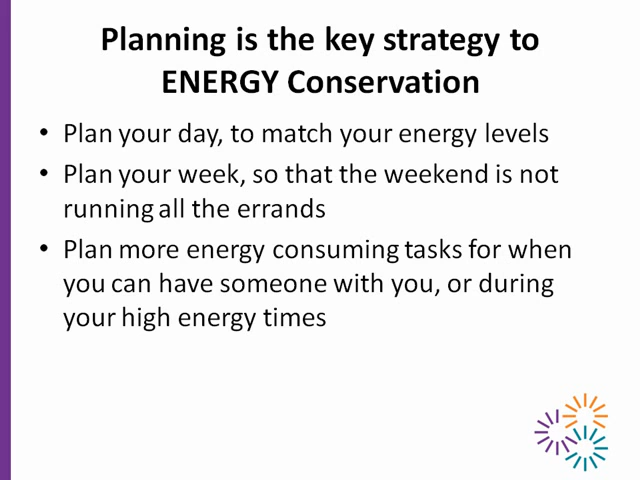 Planning is the key strategy to
ENERGY Conservation
• Plan your day, to match your energy levels
• Plan your week, so that the weekend is not
running all the errands
• Plan more energy consuming tasks for when
you can have someone with you, or during
your high energy times